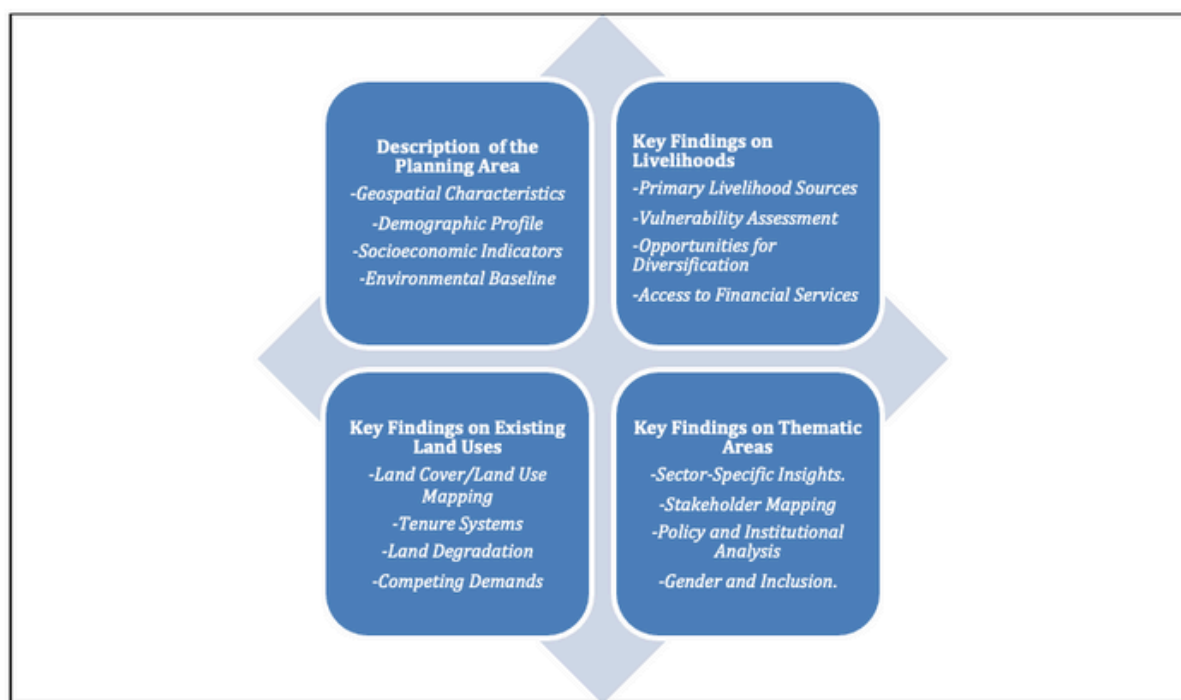 Description of the
Planning Area
-Geospatial Characteristics
-Demographic Profile
-Socioeconomic Indicators
-Environmental Baseline
Key Findings on
Livelihoods
-Primary Livelihood Sources
-Vulnerability Assessment
-Opportunities for
Diversification
-Access to Financial Services
Key Findings on Existing
Land Uses
-Land Cover/Land Use
Mapping
-Tenure Systems
-Land Degradation
-Competing Demands
Key Findings on Thematic
Areas
-Sector-Specific Insights.
-Stakeholder Mapping
-Policy and Institutional
Analysis
-Gender and Inclusion.